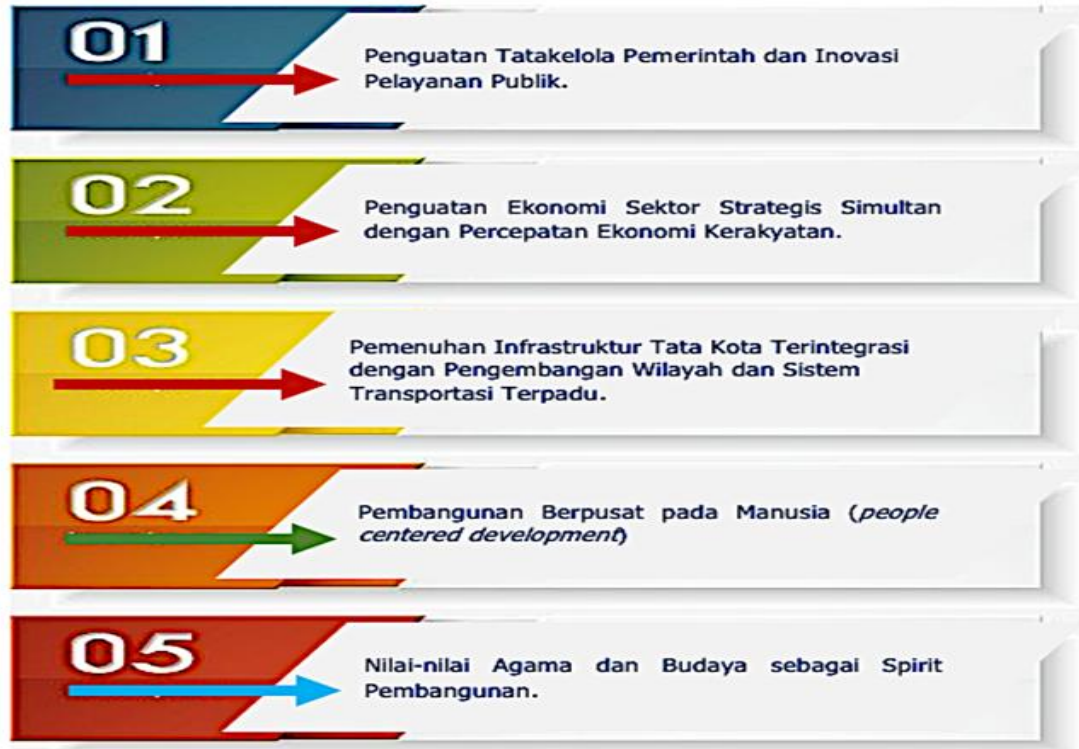 01
Penguatan Tatakelola Pemerintah dan Inovasi
Pelayanan Publik.
02
Penguatan Ekonomi Sektor Strategis Simultan
dengan Percepatan Ekonomi Kerakyatan.
03
Pemenuhan Infrastruktur Tata Kota Terintegrasi
dengan Pengembangan Wilayah dan Sistem
Transportasi Terpadu.
04
Pembangunan Berpusat pada Manusia (people
centered development)
05
Nilai-nilai Agama dan Budaya sebagai Spirit
Pembangunan.